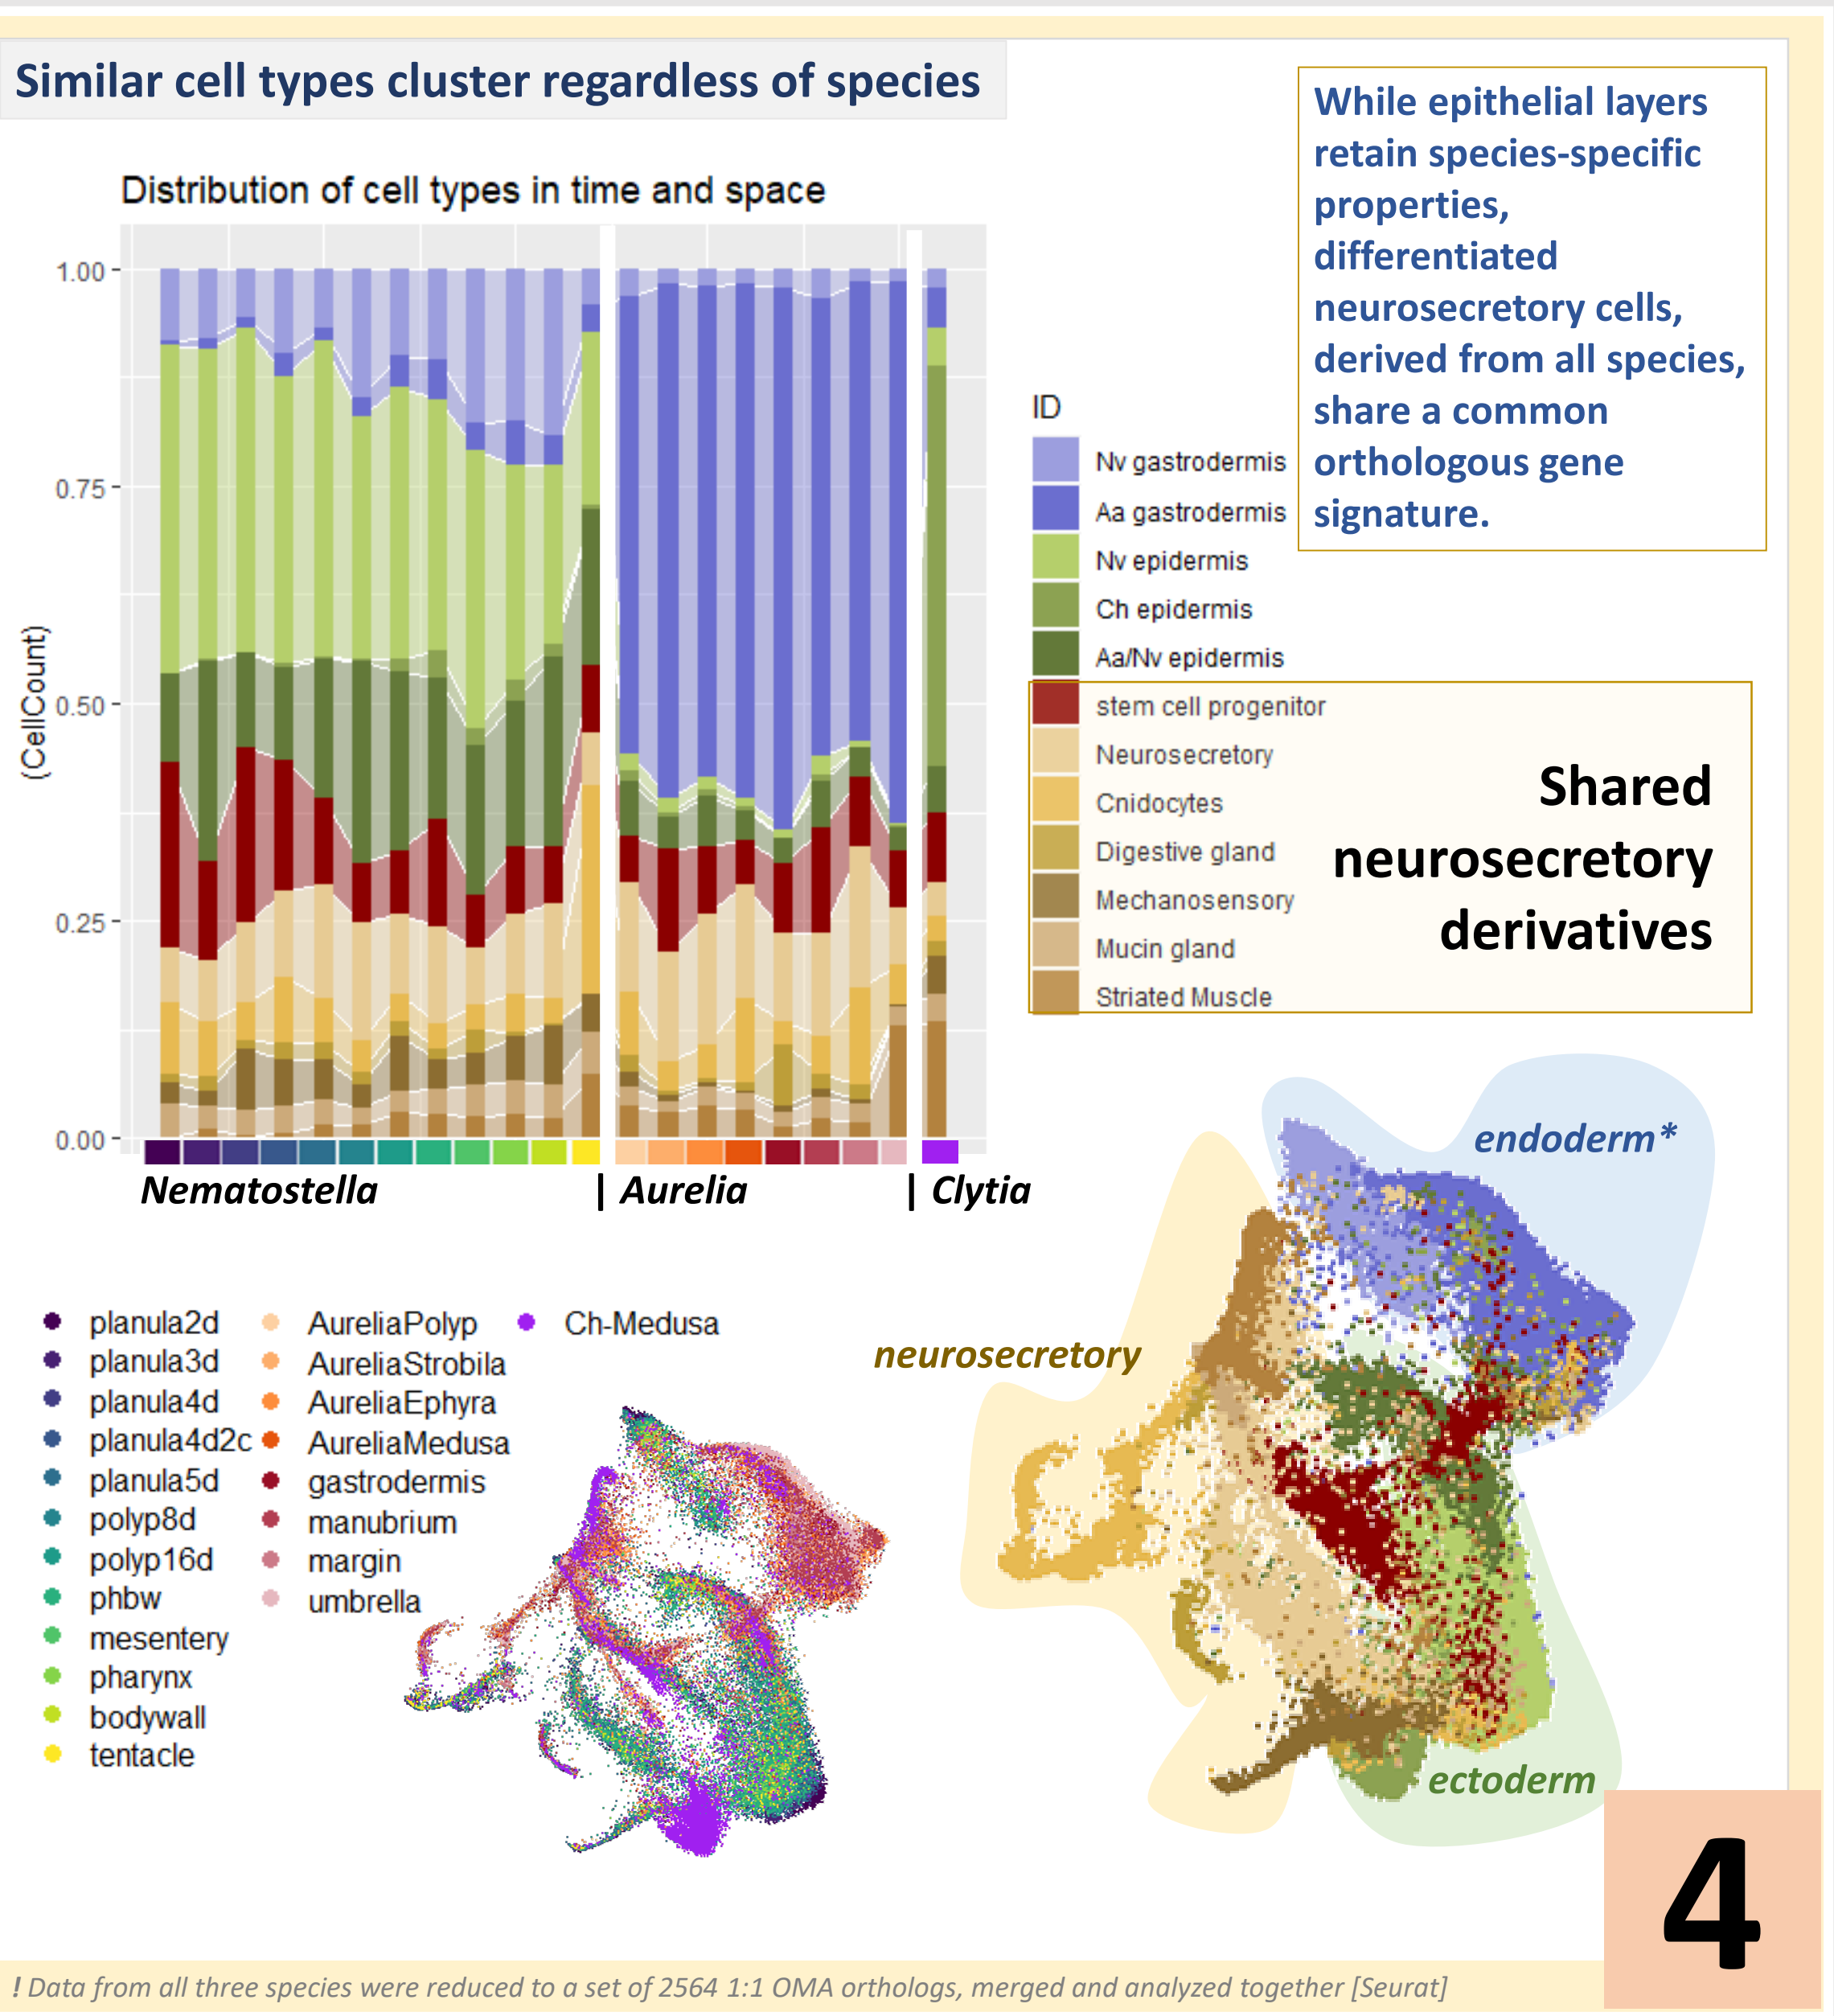 Similar cell types cluster regardless of species
While epithelial layers
retain species-specific
properties,
differentiated
neurosecretory cells,
derived from all species,
share a common
orthologous gene
signature.
Distribution of cell types in time and space
(CellCount)
1.00
0.75
0.50
0.25
0.00
Nematostella | Aurelia | Clytia
ID
Nv gastrodermis
Aa gastrodermis
Nv epidermis
Ch epidermis
Aa/Nv epidermis
stem cell progenitor
Neurosecretory
Cnidocytes
Digestive gland
Mechanosensory
Mucin gland
Striated Muscle
Shared
neurosecretory
derivatives
planula2d
planula3d
planula4d
planula4d2c
planula5d
polyp8d
polyp16d
phbw
mesentery
pharynx
bodywall
tentacle
AureliaPolyp
AureliaStrobila
AureliaEphyra
AureliaMedusa
gastrodermis
manubrium
margin
umbrella
Ch-Medusa
endoderm*
neurosecretory
ectoderm
4
! Data from all three species were reduced to a set of 2564 1:1 OMA orthologs, merged and analyzed together [Seurat]